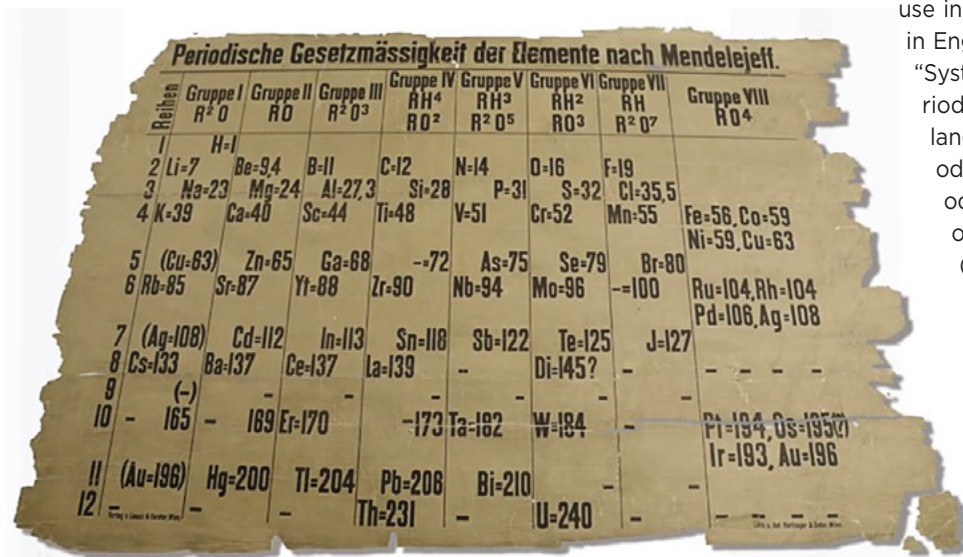 use in
in Eng
"Syst
riod
lang
od
oc
o
Periodische Gesetzmässigkeit der Elemente nach Mendelejeff.
Reihen Gruppe I Gruppe II Gruppe III Gruppe IV Gruppe V Gruppe VI Gruppe VII Gruppe VIII
RH⁴ RH³ RH² RH
R²O RO R²O³ RO² R²O⁵ RO³ R²O⁷ RO⁴
1 H=1
2 Li=7 Be=9,4 B=11 C=12 N=14 O=16 F=19
3 Na=23 Mg=24 Al=27,3 Si=28 P=31 S=32 Cl=35,5
4 K=39 Ca=40 Sc=44 Ti=48 V=51 Cr=52 Mn=55 Fe=56, Co=59
Ni=59, Cu=63
5 (Cu=63) Zn=65 Ga=68 -=72 As=75 Se=79 Br=80
6 Rb=85 Sr=87 Yt=88 Zr=90 Nb=94 Mo=96 -=100 Ru=104, Rh=104
Pd=106, Ag=108
7 (Ag=108) Cd=112 In=113 Sn=118 Sb=122 Te=125 J=127
8 Cs=133 Ba=137 Ce=137 La=139 - Di=145? - - - - -
9 (-) - - - - - -
10 - 165 - 169 Er=170 -173 Ta=182 W=184 - Pt=194, Os=195(?)
Ir=193, Au=196
11 (Au=196) Hg=200 Tl=204 Pb=206 Bi=210 - -
12 - - - Th=231 - U=240 - - - - -